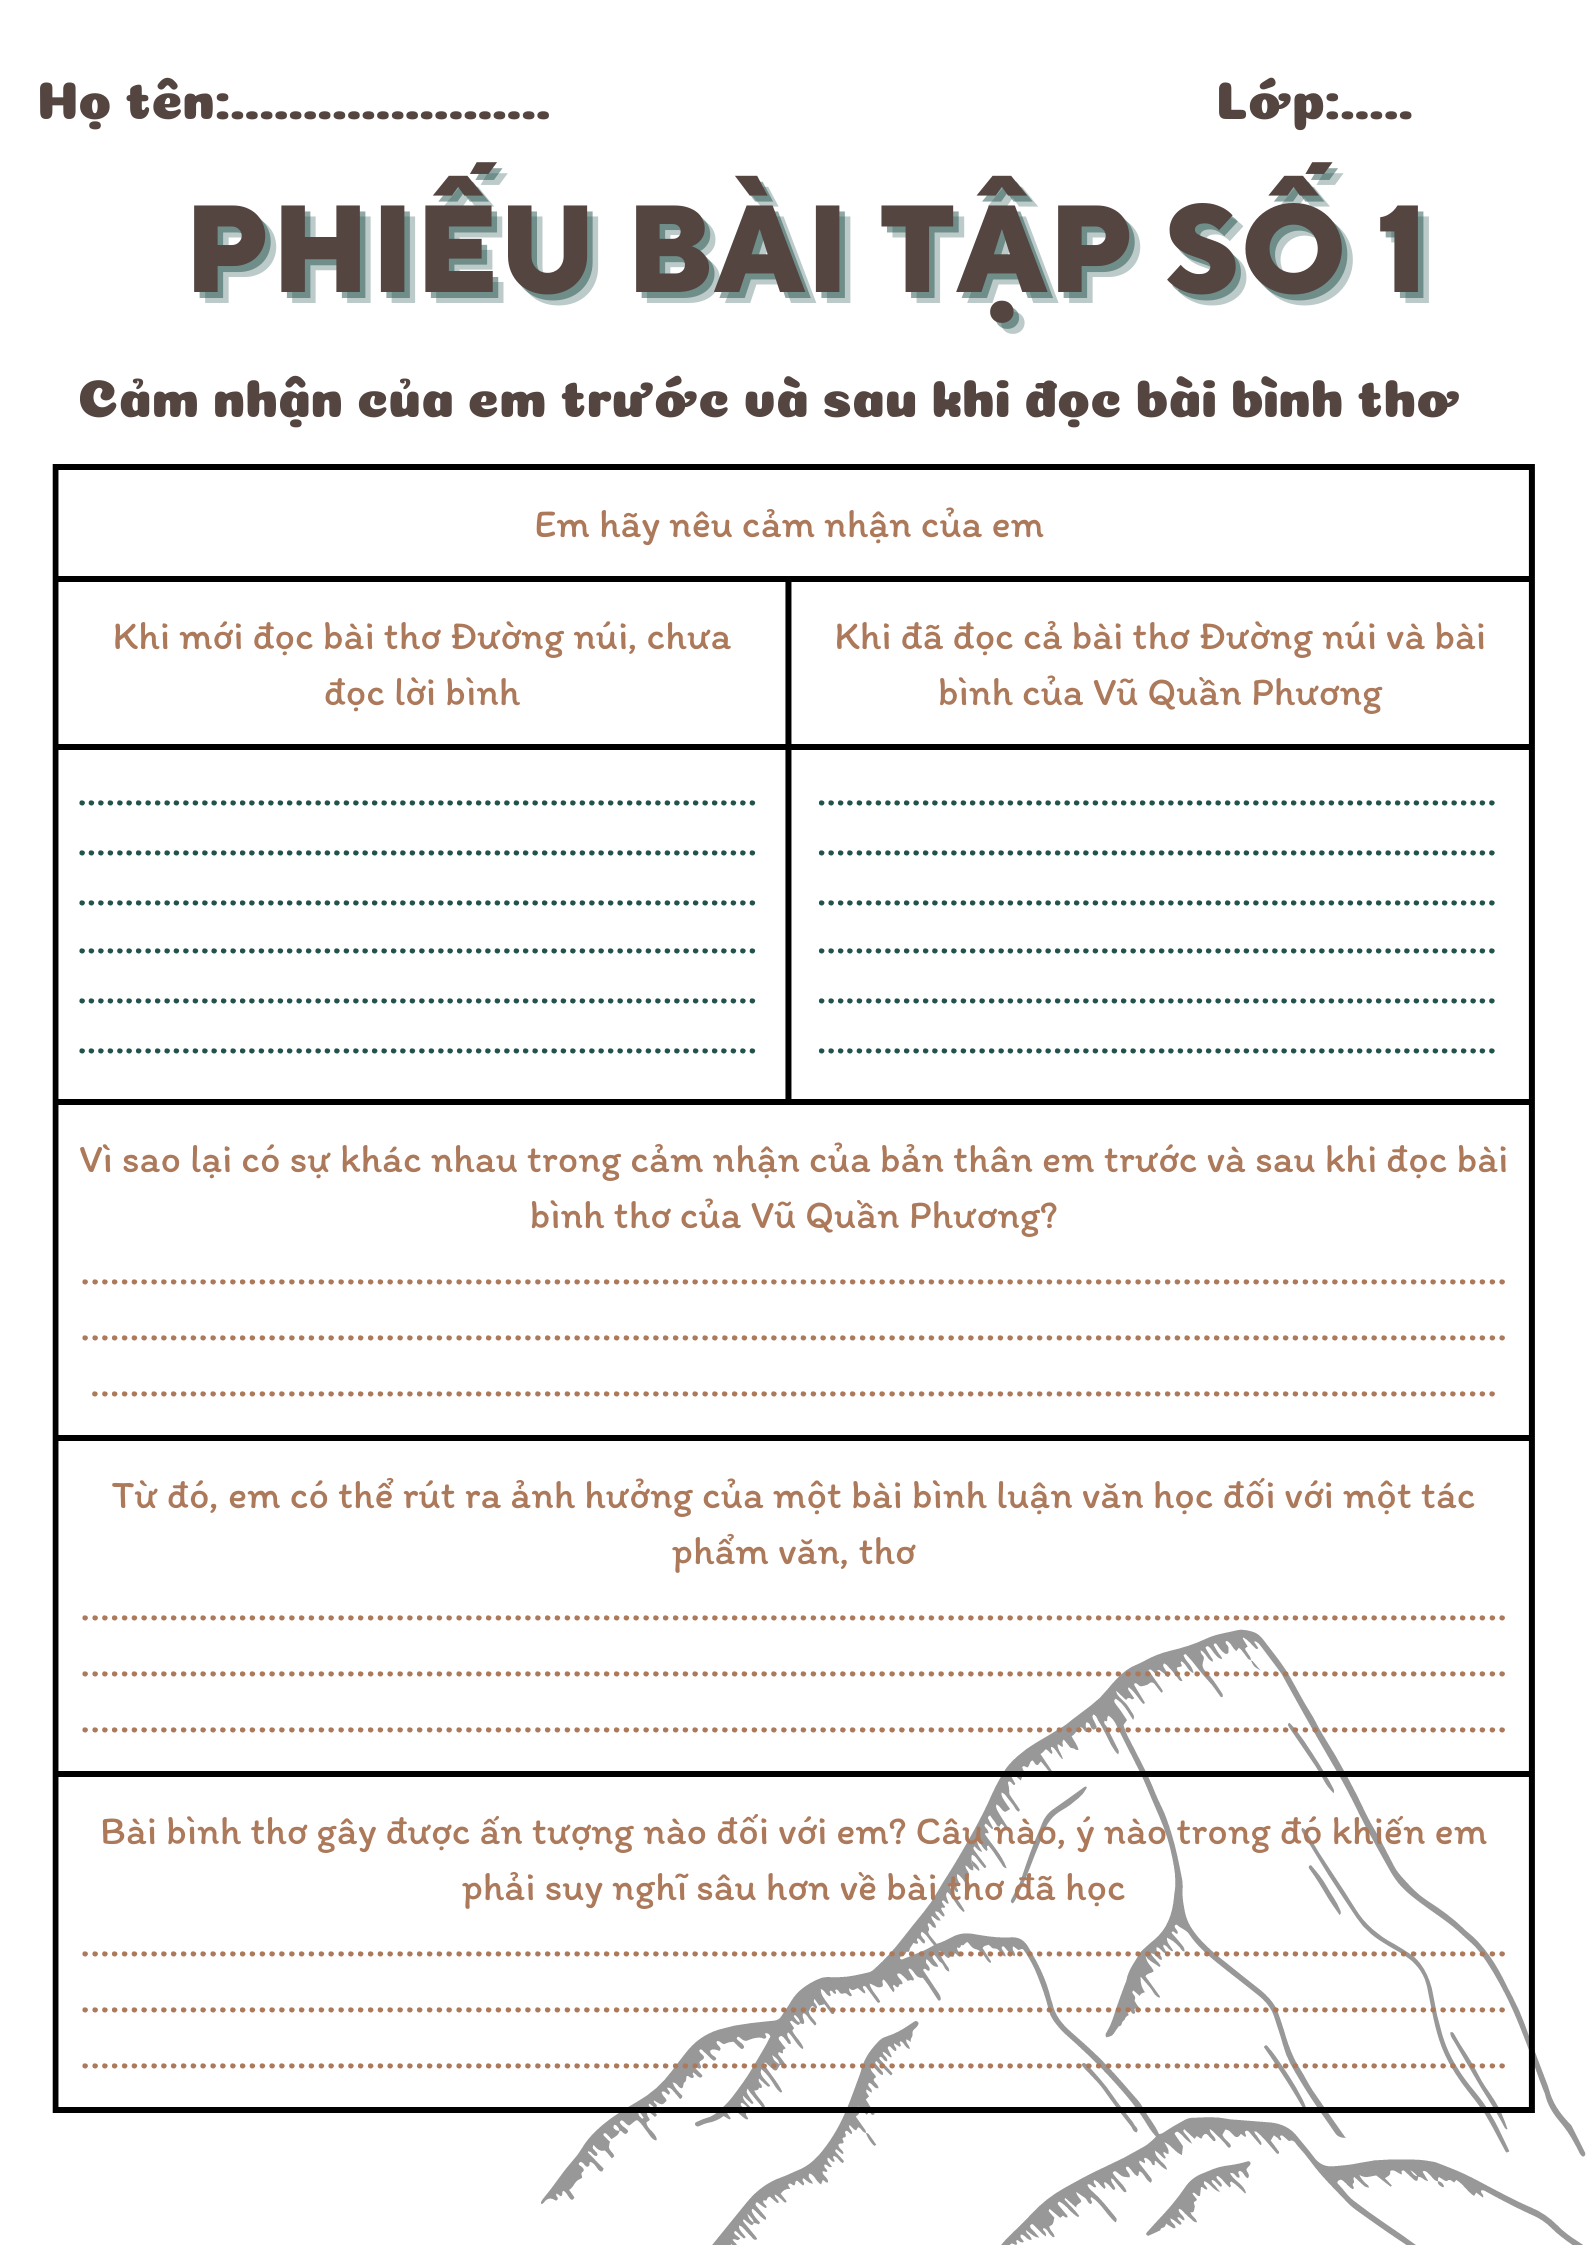 Họ tên:......................
Lớp:.....
PHIẾU BÀI TẬP SỐ 1
Cảm nhận của em trước và sau khi đọc bài bình thơ
Em hãy nêu cảm nhận của em
Khi mới đọc bài thơ Đường núi, chưa
đọc lời bình
Khi đã đọc cả bài thơ Đường núi và bài
bình của Vũ Quần Phương
Vì sao lại có sự khác nhau trong cảm nhận của bản thân em trước và sau khi đọc bài
bình thơ của Vũ Quần Phương?
Từ đó, em có thể rút ra ảnh hưởng của một bài bình luận văn học đối với một tác
phẩm văn, thơ
Bài bình thơ gây được ấn tượng nào đối với em? Câu nào, ý nào trong đó khiến em
phải suy nghĩ sâu hơn về bài thơ đã học